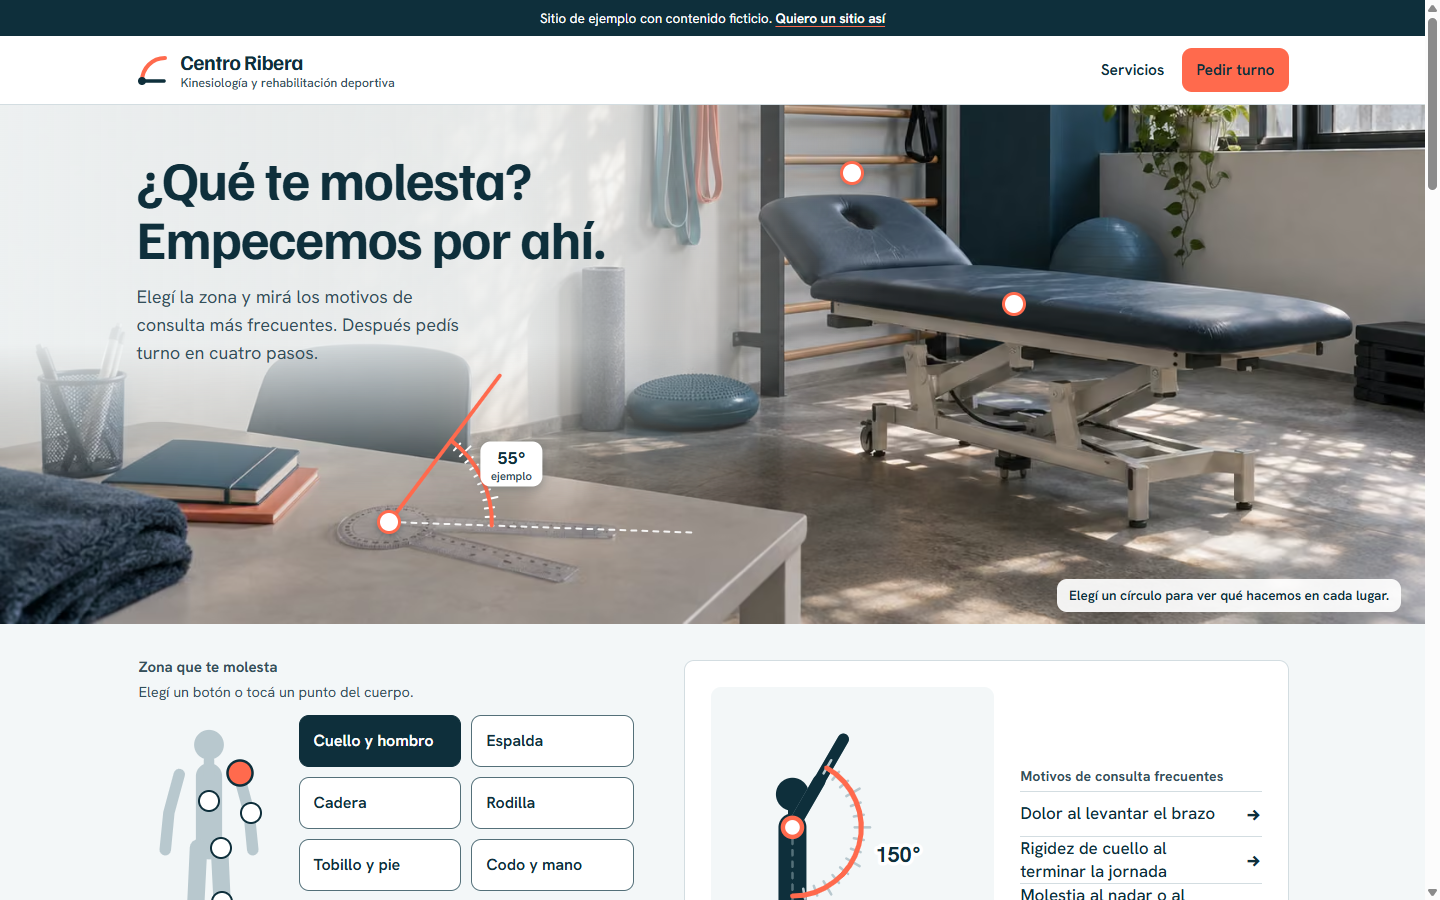 Sitio de ejemplo con contenido ficticio. Quiero un sitio así
Centro Ribera
Kinesiología y rehabilitación deportiva
Servicios
Pedir turno
¿Qué te molesta?
Empecemos por ahí.
Elegí la zona y mirá los motivos de
consulta más frecuentes. Después pedís
turno en cuatro pasos.
55°
ejemplo
Elegí un círculo para ver qué hacemos en cada lugar.
Zona que te molesta
Elegí un botón o tocá un punto del cuerpo.
Cuello y hombro
Espalda
Cadera
Rodilla
Tobillo y pie
Codo y mano
150°
Motivos de consulta frecuentes
Dolor al levantar el brazo
Rigidez de cuello al
terminar la jornada
Molestia al nadar o al